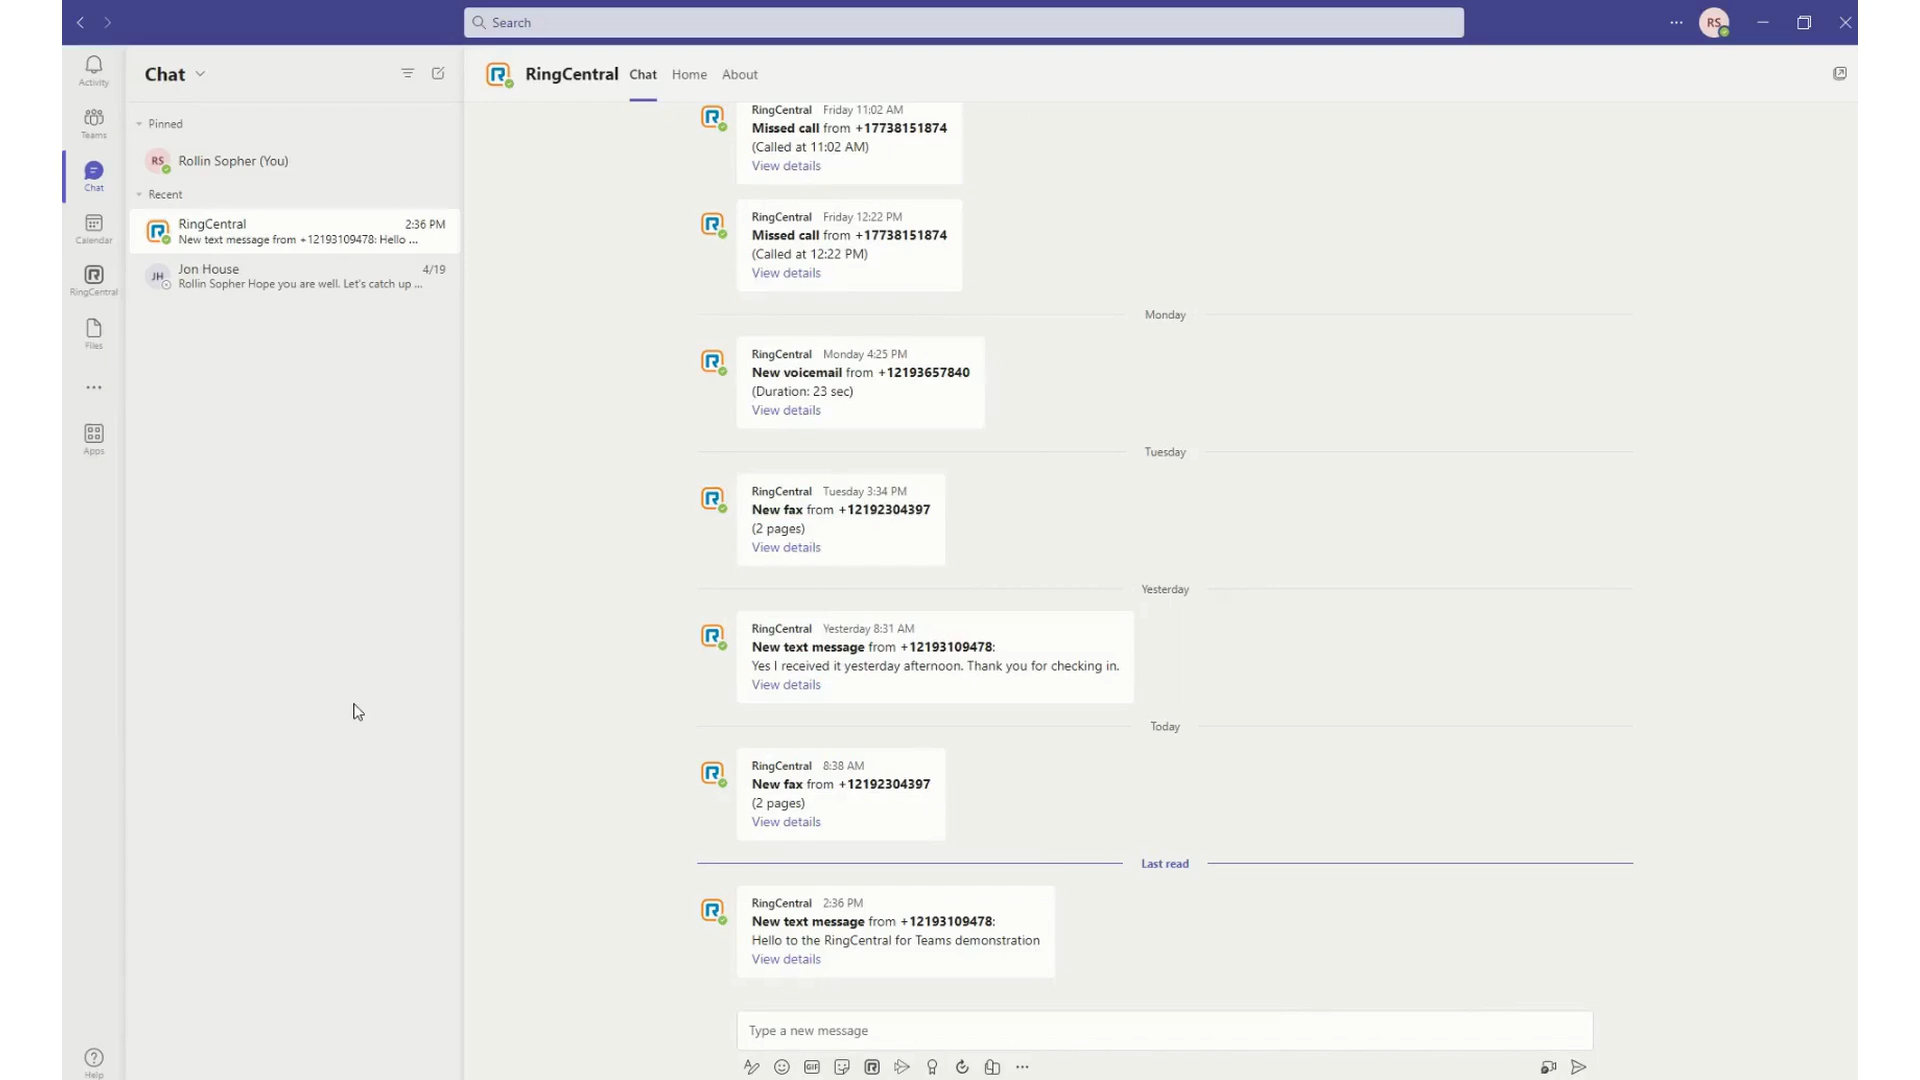 Search
RS
Activity
Teams
Chat
Calendar
RingCentral
Files
Apps
Help
Chat
Pinned
RS Rollin Sopher (You)
Recent
RingCentral 2:36 PM
New text message from +12193109478: Hello ...
JH Jon House 4/19
Rollin Sopher Hope you are well. Let's catch up ...
RingCentral Chat Home About
RingCentral Friday 11:02 AM
Missed call from +17738151874
(Called at 11:02 AM)
View details
RingCentral Friday 12:22 PM
Missed call from +17738151874
(Called at 12:22 PM)
View details
Monday
RingCentral Monday 4:25 PM
New voicemail from +12193657840
(Duration: 23 sec)
View details
Tuesday
RingCentral Tuesday 3:34 PM
New fax from +12192304397
(2 pages)
View details
Yesterday
RingCentral Yesterday 8:31 AM
New text message from +12193109478:
Yes I received it yesterday afternoon. Thank you for checking in.
View details
Today
RingCentral 8:38 AM
New fax from +12192304397
(2 pages)
View details
Last read
RingCentral 2:36 PM
New text message from +12193109478:
Hello to the RingCentral for Teams demonstration
View details
Type a new message
GIF